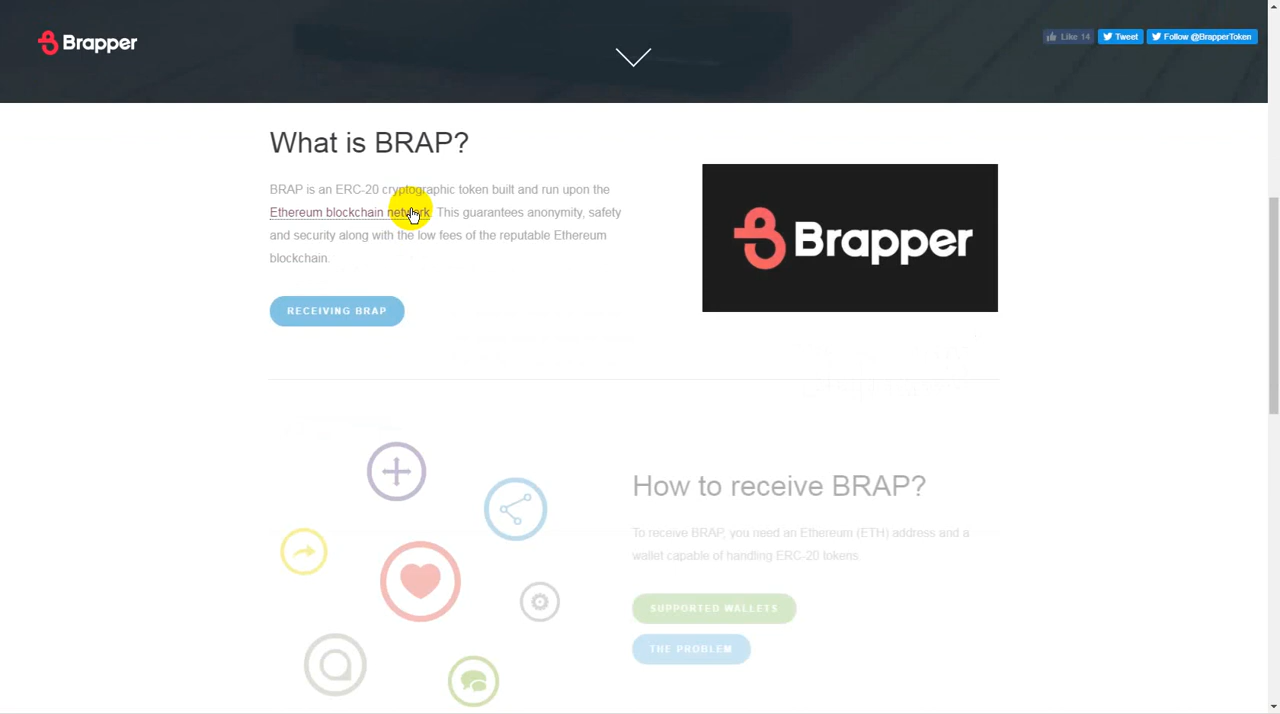 Brapper
Like 14
Tweet
Follow @BrapperToken
What is BRAP?
BRAP is an ERC-20 cryptographic token built and run upon the
Ethereum blockchain network. This guarantees anonymity, safety
and security along with the low fees of the reputable Ethereum
blockchain.
RECEIVING BRAP
Brapper
How to receive BRAP?
To receive BRAP, you need an Ethereum (ETH) address and a
wallet capable of handling ERC-20 tokens
SUPPORTED WALLETS
THE PROBLEM